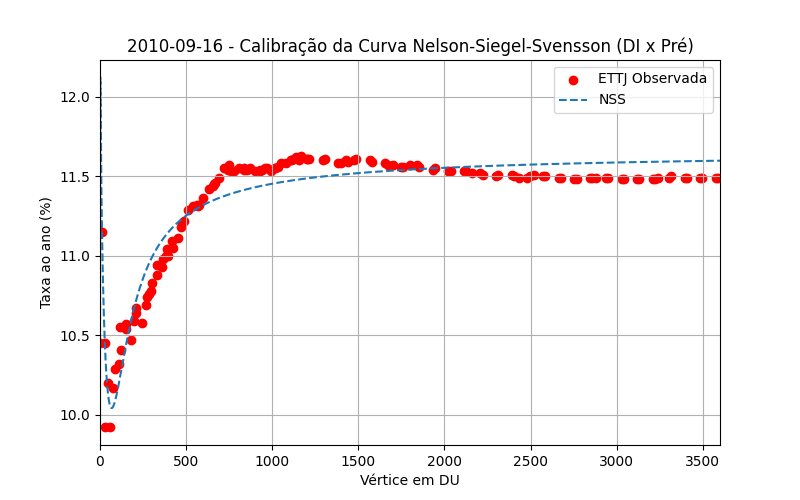 2010-09-16 - Calibração da Curva Nelson-Siegel-Svensson (DI x Pré)
ETTJ Observada
NSS
Taxa ao ano (%)
12.0
11.5
11.0
10.5
10.0
0 500 1000 1500 2000 2500 3000 3500
Vértice em DU